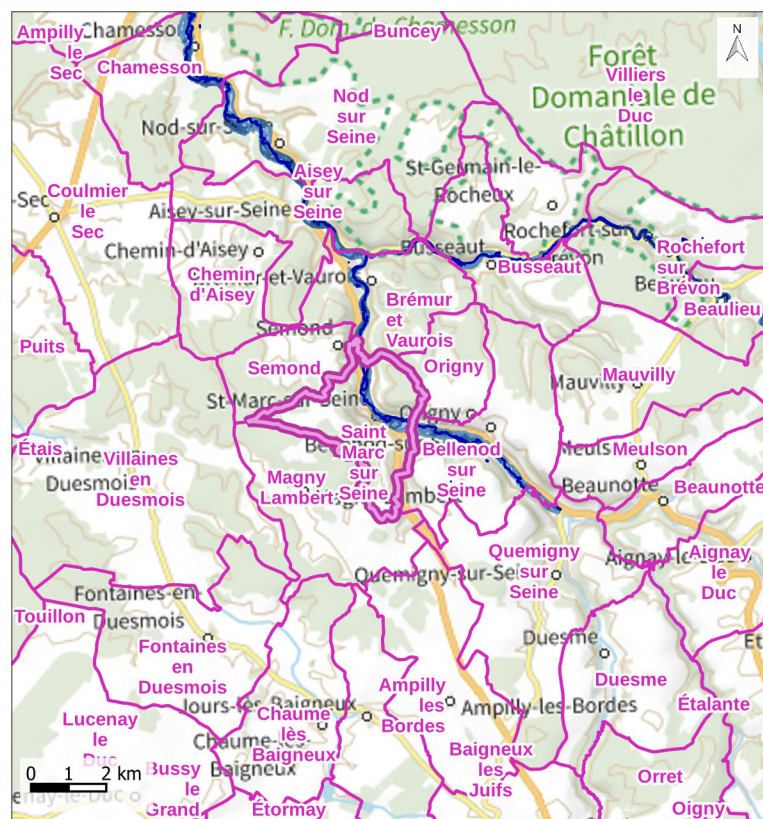 Ampilly
le
Sec
Chamesson
Chamesson
F. Dom. de Chamesson
Buncey
N
Forêt
Domaniale de
Châtillon
Villiers
le
Duc
Nod
sur
Seine
Nod-sur-S
St-Germain-le-
Rocheux
Coulmier
le
Sec
-Sec
Aisey
sur
Seine
Aisey-sur-Seine
Chemin-d'Aisey
Chemin
d'Aisey
Busseaut
Busseaut
Rochefort
sur
Brévon
Beaulieu
Brémur
et
Vaurois
Semond
Semond
Puits
Origny
Mauvilly
Mauvilly
St-Marc-sur-Seine
Saint
Marc
sur
Seine
Bellenod
sur
Seine
Meulson
Étais
Villaines
en
Duesmois
Duesmois
Magny
Lambert
Beaunotte
Beaunotte
Quemigny
sur
Seine
Quemigny-sur-Sei
Aignay
le
Duc
Fontaines-en-
Duesmois
Touillon
Fontaines
en
Duesmois
Duesme
Duesme
Étalante
Ampilly
les
Bordes
Ampilly-les-Bordes
Lucenay
le
Duc
Chaume
lès
Baigneux
Baigneux
Baigneux
les
Juifs
Orret
Bussy
le
Grand
Étormay
Oigny
0 1 2 km